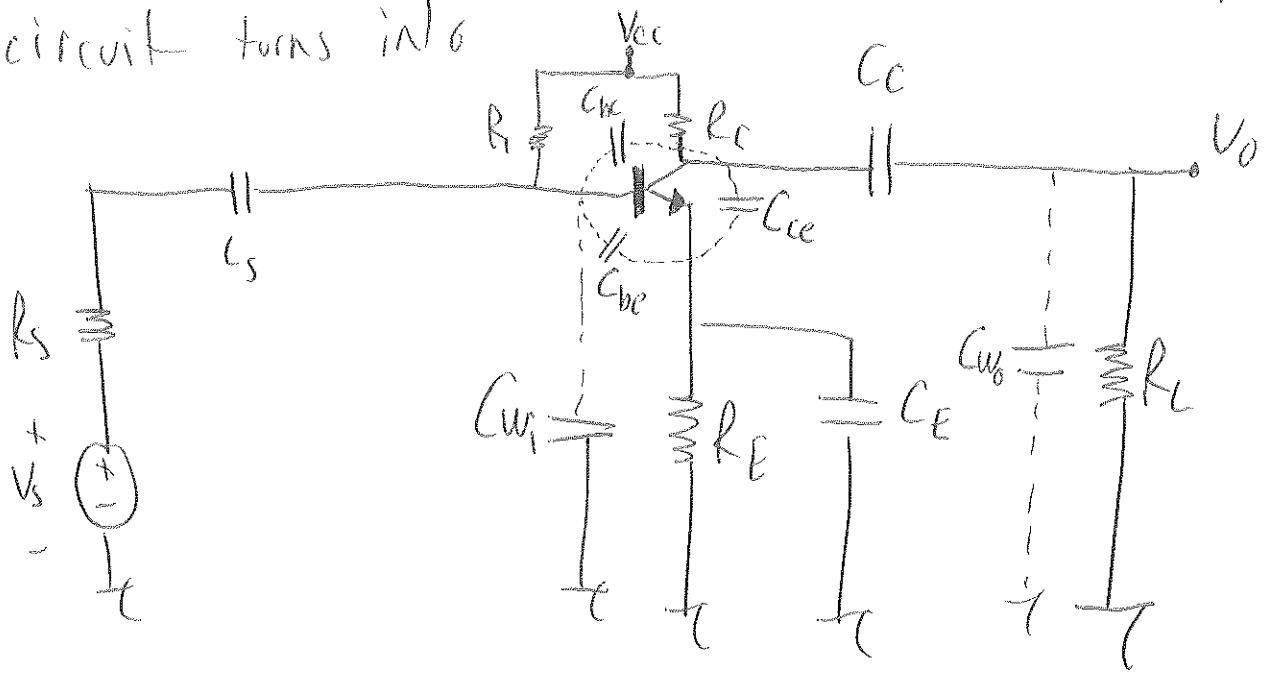 circuit turns into
Vcc
CC
Cbc
R1
RC
Vo
Cs
Cce
Cbe
Rs
CWi
RE
CE
CWo
RL
+
Vs
-
+
-